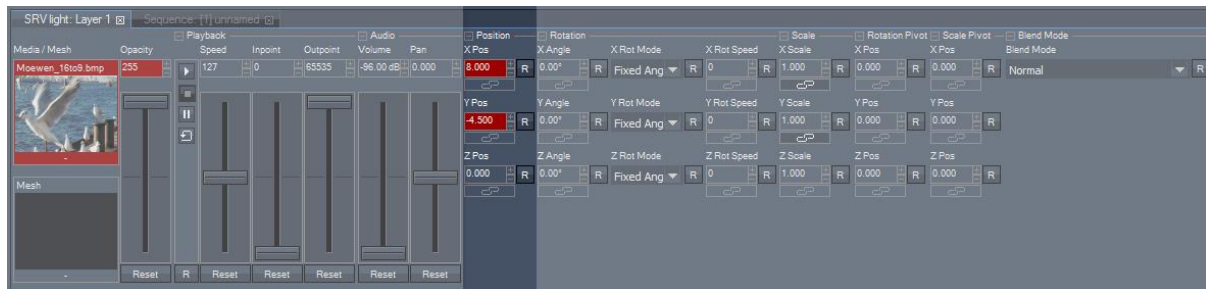 SRV light: Layer 1 Sequence: [1] unnamed
Playback Audio Position Rotation Scale Rotation Pivot Scale Pivot Blend Mode
Media / Mesh Opacity Speed Inpoint Outpoint Volume Pan X Pos X Angle X Rot Mode X Rot Speed X Scale X Pos X Pos Blend Mode
Moewen_16to9.bmp 255 127 0 65535 -96.00 dB 0.000 8.000 R 0.00° R Fixed Ang R 0 R 1.000 R 0.000 R 0.000 R Normal R
Y Pos Y Angle Y Rot Mode Y Rot Speed Y Scale Y Pos Y Pos
-4.500 R 0.00° R Fixed Ang R 0 R 1.000 R 0.000 R 0.000 R
-
Z Pos Z Angle Z Rot Mode Z Rot Speed Z Scale Z Pos Z Pos
0.000 R 0.00° R Fixed Ang R 0 R 1.000 R 0.000 R 0.000 R
Mesh
-
Reset R Reset Reset Reset Reset Reset